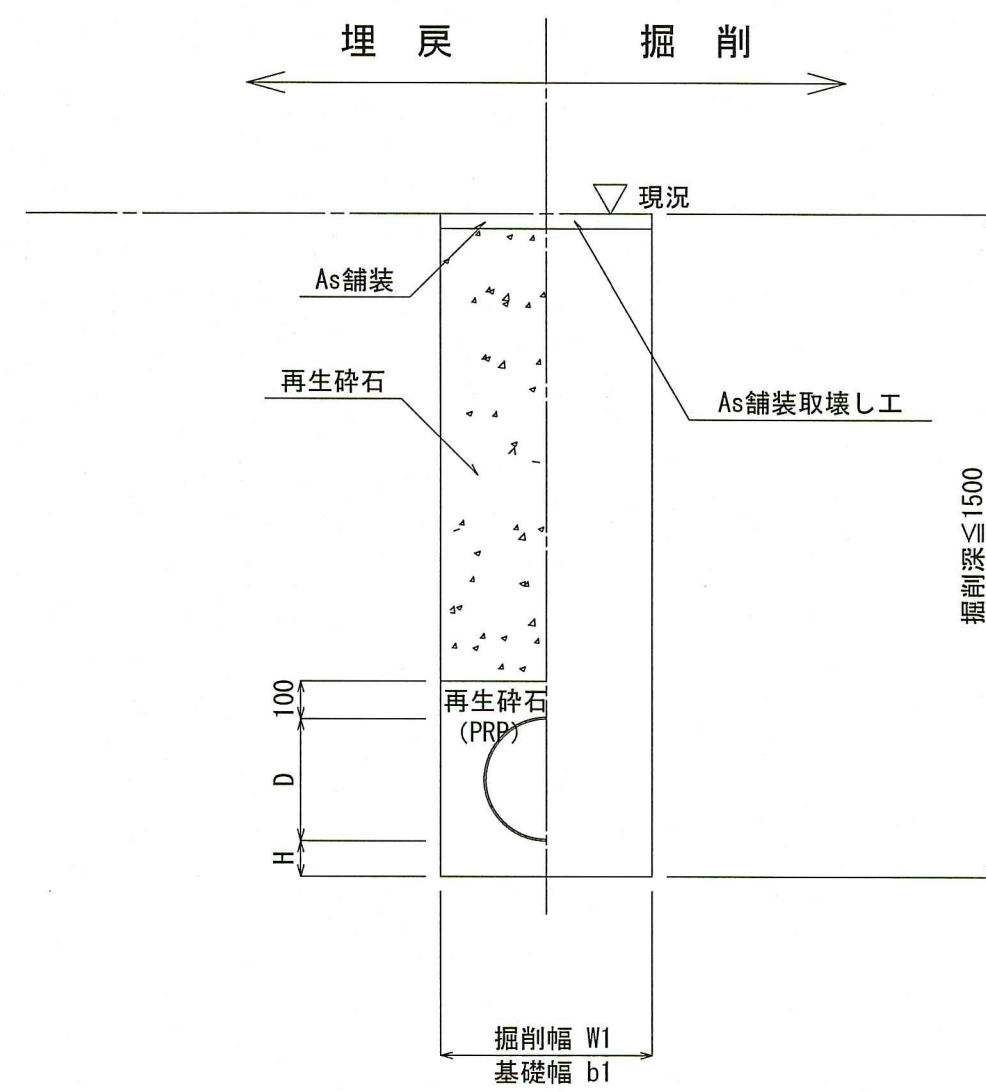 埋 戻
掘 削
現況
As舗装
再生砕石
As舗装取壊し工
掘削深≦1500
100
再生砕石
(PRP)
D
H
掘削幅 W1
基礎幅 b1